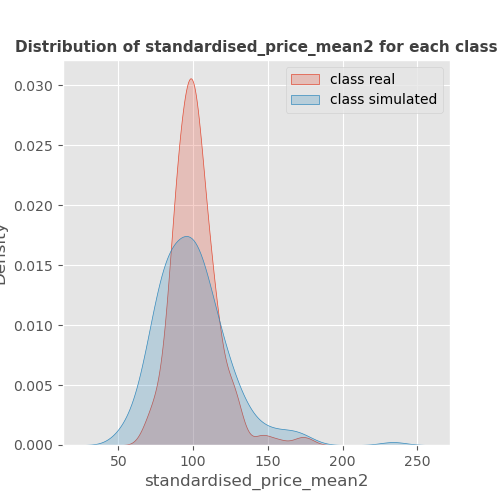 Distribution of standardised_price_mean2 for each class
class real
class simulated
0.030
0.025
0.020
0.015
0.010
0.005
0.000
Density
50
100
150
200
250
standardised_price_mean2